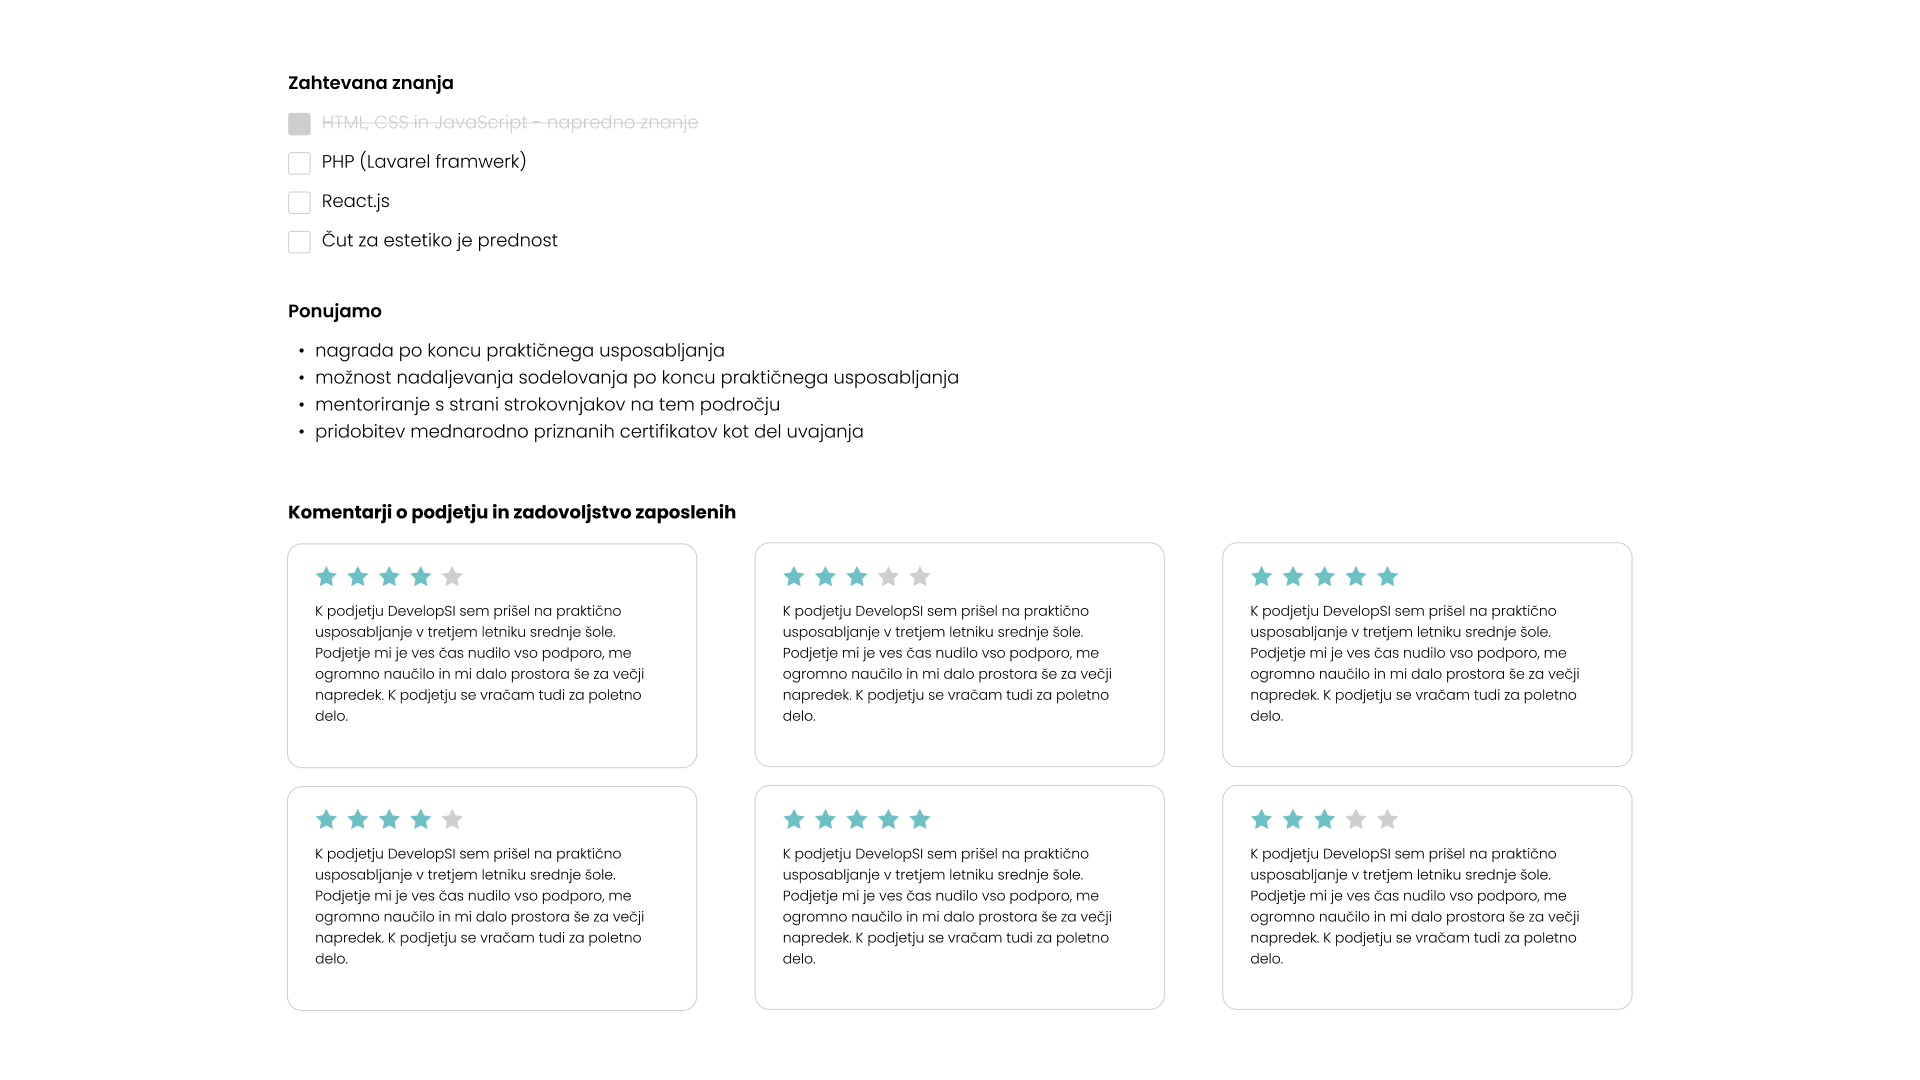 Zahtevana znanja
HTML, CSS in JavaScript - napredno znanje
PHP (Lavarel framwerk)
React.js
Čut za estetiko je prednost
Ponujamo
• nagrada po koncu praktičnega usposabljanja
• možnost nadaljevanja sodelovanja po koncu praktičnega usposabljanja
• mentoriranje s strani strokovnjakov na tem področju
• pridobitev mednarodno priznanih certifikatov kot del uvajanja
Komentarji o podjetju in zadovoljstvo zaposlenih
K podjetju DevelopSI sem prišel na praktično
usposabljanje v tretjem letniku srednje šole.
Podjetje mi je ves čas nudilo vso podporo, me
ogromno naučilo in mi dalo prostora še za večji
napredek. K podjetju se vračam tudi za poletno
delo.
K podjetju DevelopSI sem prišel na praktično
usposabljanje v tretjem letniku srednje šole.
Podjetje mi je ves čas nudilo vso podporo, me
ogromno naučilo in mi dalo prostora še za večji
napredek. K podjetju se vračam tudi za poletno
delo.
K podjetju DevelopSI sem prišel na praktično
usposabljanje v tretjem letniku srednje šole.
Podjetje mi je ves čas nudilo vso podporo, me
ogromno naučilo in mi dalo prostora še za večji
napredek. K podjetju se vračam tudi za poletno
delo.
K podjetju DevelopSI sem prišel na praktično
usposabljanje v tretjem letniku srednje šole.
Podjetje mi je ves čas nudilo vso podporo, me
ogromno naučilo in mi dalo prostora še za večji
napredek. K podjetju se vračam tudi za poletno
delo.
K podjetju DevelopSI sem prišel na praktično
usposabljanje v tretjem letniku srednje šole.
Podjetje mi je ves čas nudilo vso podporo, me
ogromno naučilo in mi dalo prostora še za večji
napredek. K podjetju se vračam tudi za poletno
delo.
K podjetju DevelopSI sem prišel na praktično
usposabljanje v tretjem letniku srednje šole.
Podjetje mi je ves čas nudilo vso podporo, me
ogromno naučilo in mi dalo prostora še za večji
napredek. K podjetju se vračam tudi za poletno
delo.